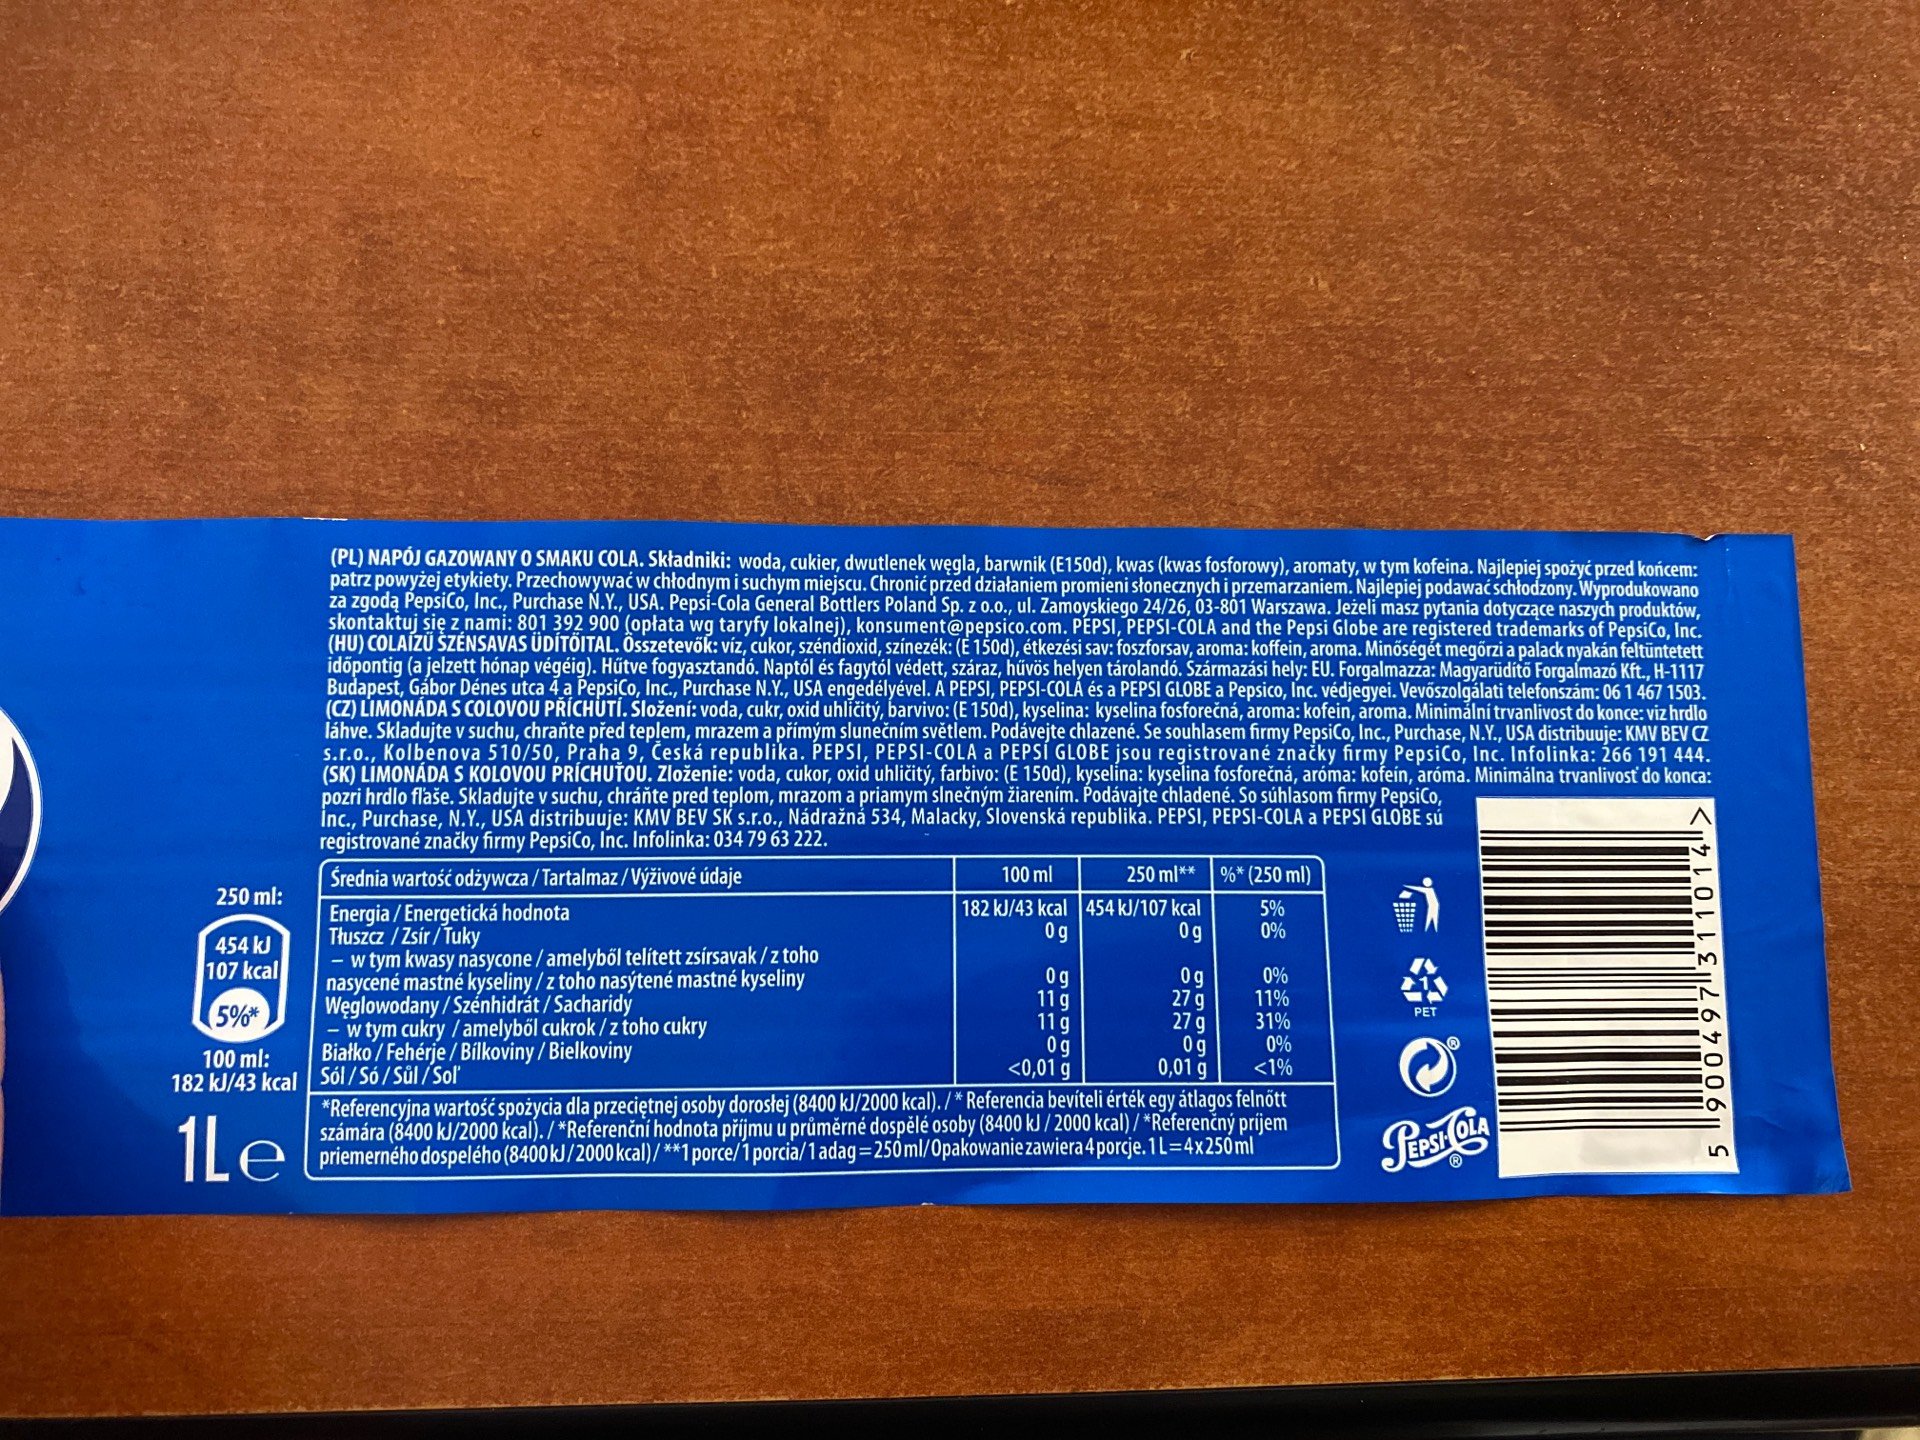 (PL) NAPÓJ GAZOWANY O SMAKU COLA. Składniki: woda, cukier, dwutlenek węgla, barwnik (E150d), kwas (kwas fosforowy), aromaty, w tym kofeina. Najlepiej spożyć przed końcem:
patrz powyżej etykiety. Przechowywać w chłodnym i suchym miejscu. Chronić przed działaniem promieni słonecznych i przemarzaniem. Najlepiej podawać schłodzony. Wyprodukowano
za zgodą PepsiCo, Inc., Purchase N.Y., USA. Pepsi-Cola General Bottlers Poland Sp. z o.o., ul. Zamoyskiego 24/26, 03-801 Warszawa. Jeżeli masz pytania dotyczące naszych produktów,
skontaktuj się z nami: 801 392 900 (opłata wg taryfy lokalnej), konsument@pepsico.com. PEPSI, PEPSI-COLA and the Pepsi Globe are registered trademarks of PepsiCo, Inc.
(HU) COLAÍZŰ SZÉNSAVAS ÜDÍTŐITAL. Összetevők: víz, cukor, széndioxid, színezék: (E 150d), étkezési sav: foszforsav, aroma: koffein, aroma. Minőségét megőrzi a palack nyakán feltüntetett
időpontig (a jelzett hónap végéig). Hűtve fogyasztandó. Naptól és fagytól védett, száraz, hűvös helyen tárolandó. Származási hely: EU. Forgalmazza: Magyarüdítő Forgalmazó Kft., H-1117
Budapest, Gábor Dénes utca 4 a PepsiCo, Inc., Purchase N.Y., USA engedélyével. A PEPSI, PEPSI-COLA és a PEPSI GLOBE a Pepsico, Inc. védjegyei. Vevőszolgálati telefonszám: 06 1 467 1503.
(CZ) LIMONÁDA S COLOVOU PŘÍCHUTÍ. Složení: voda, cukr, oxid uhličitý, barvivo: (E 150d), kyselina: kyselina fosforečná, aroma: kofein, aroma. Minimální trvanlivost do konce: viz hrdlo
láhve. Skladujte v suchu, chraňte před teplem, mrazem a přímým slunečním světlem. Podávejte chlazené. Se souhlasem firmy PepsiCo, Inc., Purchase, N.Y., USA distribuuje: KMV BEV CZ
s.r.o., Kolbenova 510/50, Praha 9, Česká republika. PEPSI, PEPSI-COLA a PEPSI GLOBE jsou registrované značky firmy PepsiCo, Inc. Infolinka: 266 191 444.
(SK) LIMONÁDA S KOLOVOU PRÍCHUŤOU. Zloženie: voda, cukor, oxid uhličitý, farbivo: (E 150d), kyselina: kyselina fosforečná, aróma: kofeín, aróma. Minimálna trvanlivosť do konca:
pozri hrdlo fľaše. Skladujte v suchu, chráňte pred teplom, mrazom a priamym slnečným žiarením. Podávajte chladené. So súhlasom firmy PepsiCo,
Inc., Purchase, N.Y., USA distribuuje: KMV BEV SK s.r.o., Nádražná 534, Malacky, Slovenská republika. PEPSI, PEPSI-COLA a PEPSI GLOBE sú
registrované značky firmy PepsiCo, Inc. Infolinka: 034 79 63 222.
250 ml:
454 kJ
107 kcal
5%*
100 ml:
182 kJ/43 kcal
1L e
Średnia wartość odżywcza / Tartalmaz / Výživové údaje 100 ml 250 ml** %* (250 ml)
Energia / Energetická hodnota 182 kJ/43 kcal 454 kJ/107 kcal 5%
Tłuszcz / Zsír / Tuky 0 g 0 g 0%
– w tym kwasy nasycone / amelyből telített zsírsavak / z toho
nasycené mastné kyseliny / z toho nasýtené mastné kyseliny 0 g 0 g 0%
Węglowodany / Szénhidrát / Sacharidy 11 g 27 g 11%
– w tym cukry / amelyből cukrok / z toho cukry 11 g 27 g 31%
Białko / Fehérje / Bílkoviny / Bielkoviny 0 g 0 g 0%
Sól / Só / Sůl / Soľ <0,01 g 0,01 g <1%
*Referencyjna wartość spożycia dla przeciętnej osoby dorosłej (8400 kJ/2000 kcal). / * Referencia beviteli érték egy átlagos felnőtt
számára (8400 kJ/2000 kcal). / *Referenční hodnota příjmu u průměrné dospělé osoby (8400 kJ / 2000 kcal) / *Referenčný príjem
priemerného dospelého (8400 kJ / 2000 kcal) / **1 porce/1 porcia/1 adag = 250 ml/Opakowanie zawiera 4 porcje. 1 L = 4 x 250 ml
1
PET
PEPSI-COLA
5 900497 311014 >